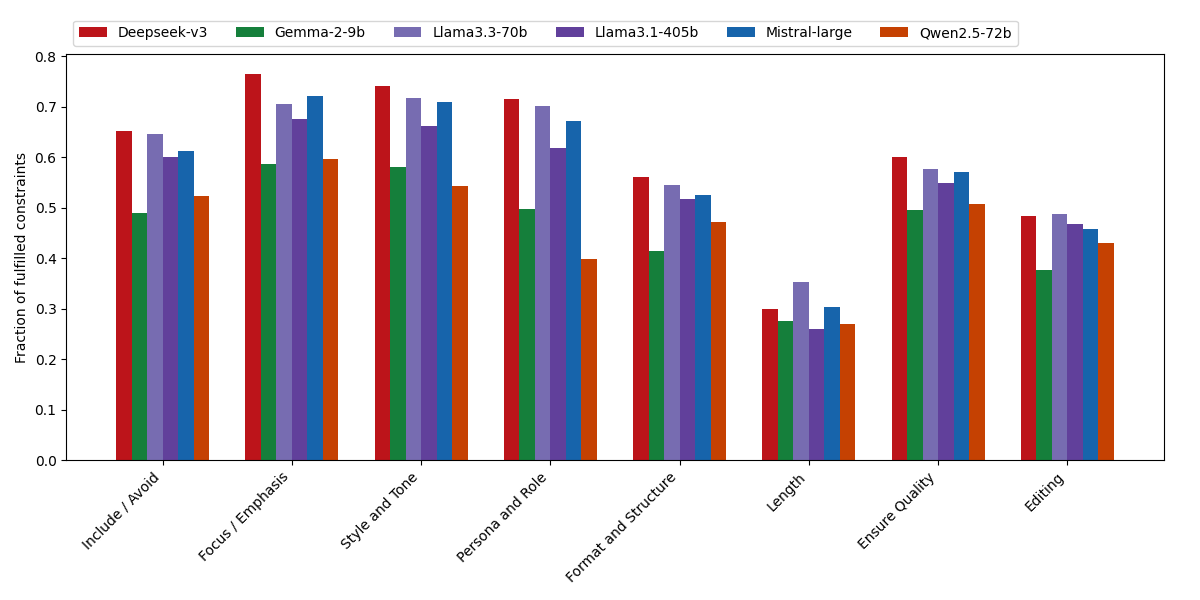 Deepseek-v3 Gemma-2-9b Llama3.3-70b Llama3.1-405b Mistral-large Qwen2.5-72b
Fraction of fulfilled constraints
0.8
0.7
0.6
0.5
0.4
0.3
0.2
0.1
0.0
Include / Avoid
Focus / Emphasis
Style and Tone
Persona and Role
Format and Structure
Length
Ensure Quality
Editing